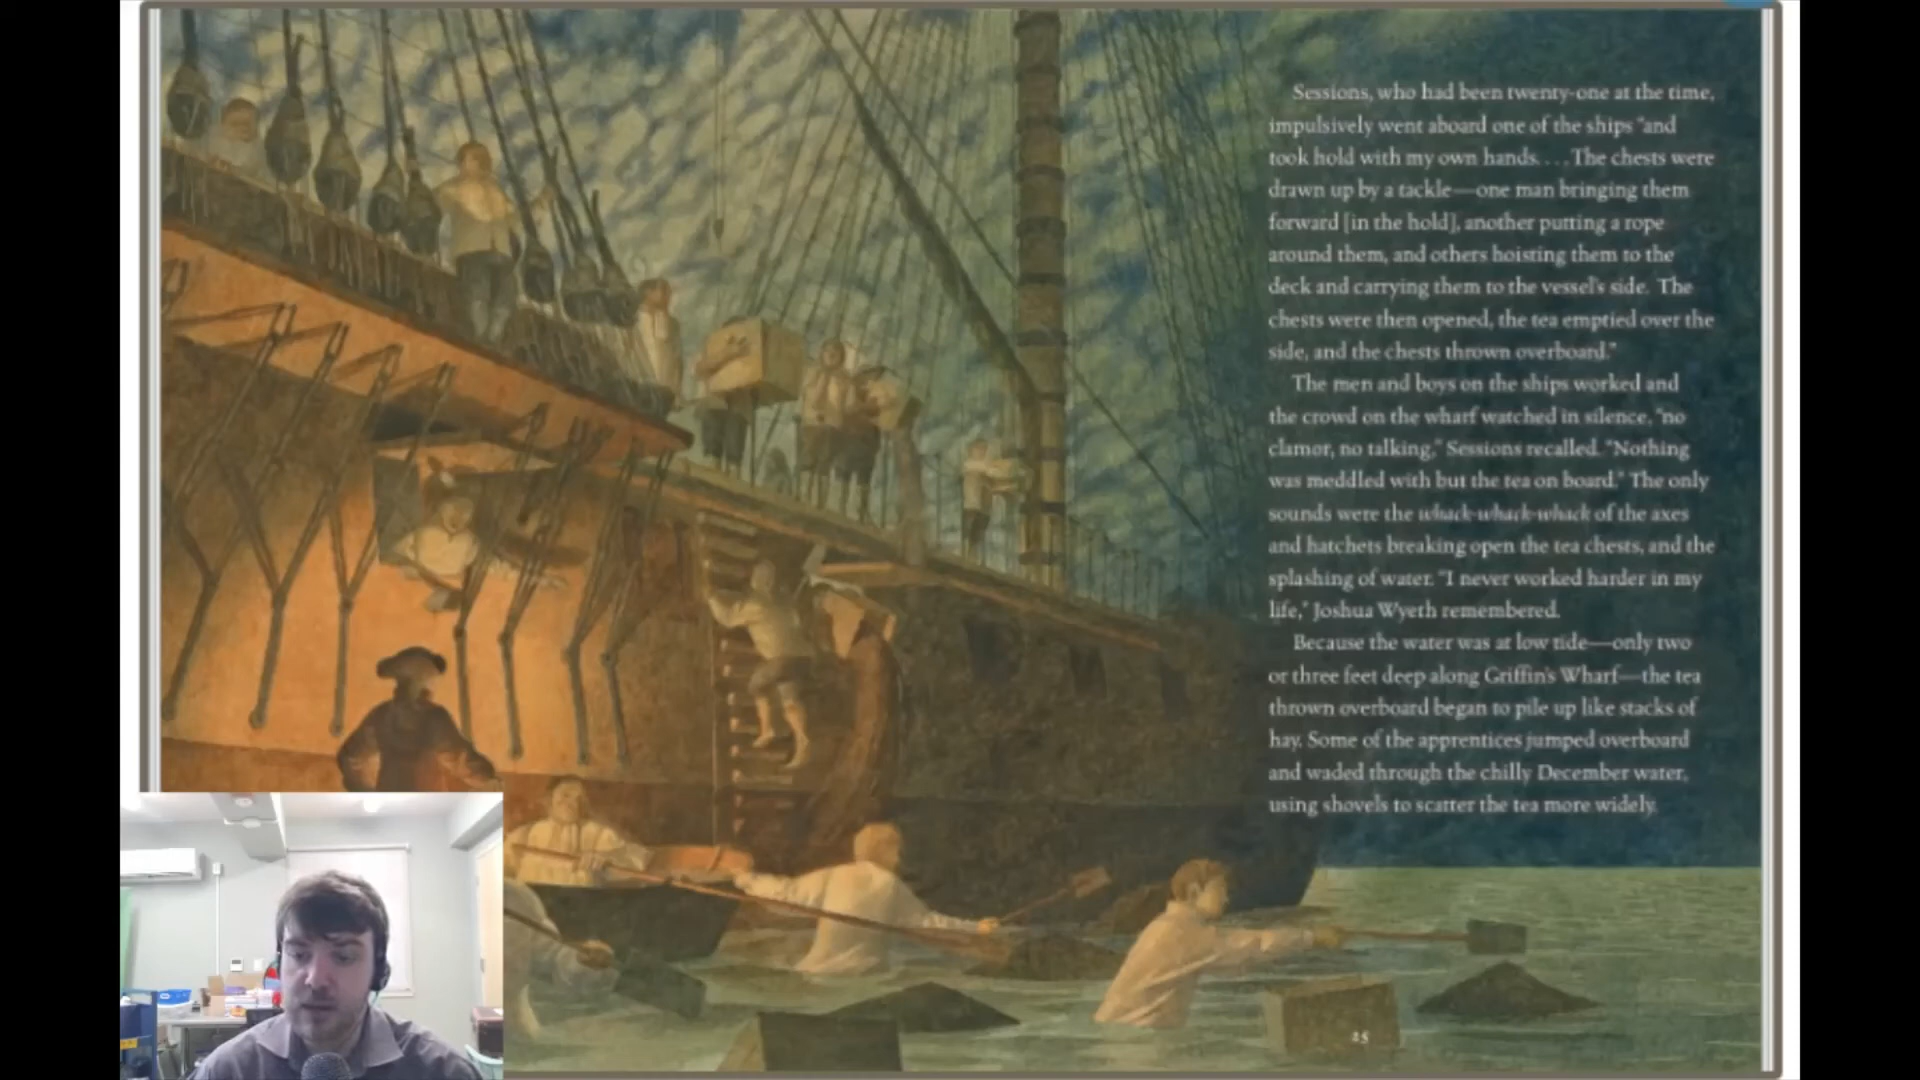 Sessions, who had been twenty-one at the time,
impulsively went aboard one of the ships "and
took hold with my own hands. . . . The chests were
drawn up by a tackle—one man bringing them
forward [in the hold], another putting a rope
around them, and others hoisting them to the
deck and carrying them to the vessel's side. The
chests were then opened, the tea emptied over the
side, and the chests thrown overboard."
The men and boys on the ships worked and
the crowd on the wharf watched in silence, "no
clamor, no talking," Sessions recalled. "Nothing
was meddled with but the tea on board." The only
sounds were the whack-whack-whack of the axes
and hatchets breaking open the tea chests, and the
splashing of water. "I never worked harder in my
life," Joshua Wyeth remembered.
Because the water was at low tide—only two
or three feet deep along Griffin's Wharf—the tea
thrown overboard began to pile up like stacks of
hay. Some of the apprentices jumped overboard
and waded through the chilly December water,
using shovels to scatter the tea more widely.
25